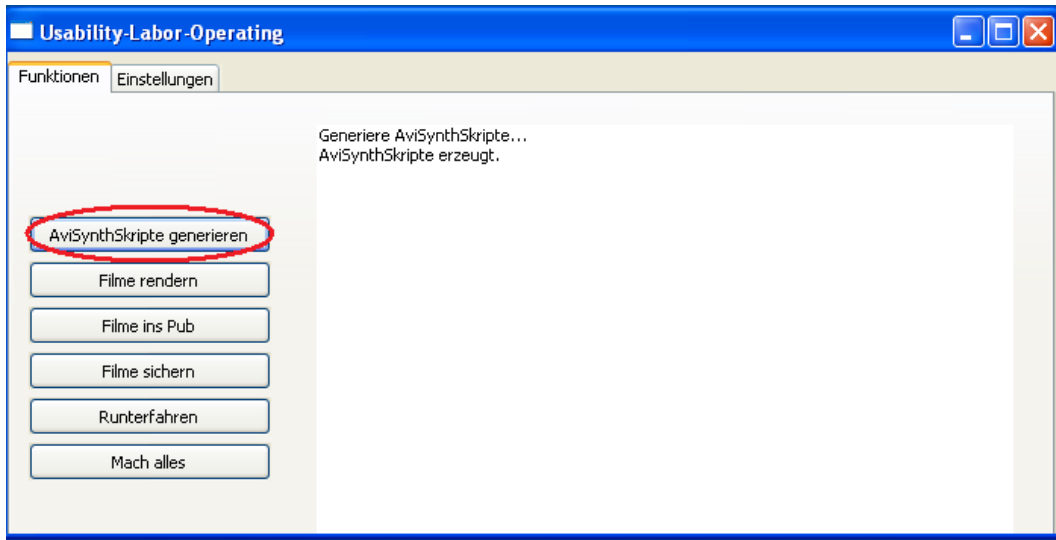 Usability-Labor-Operating
Funktionen Einstellungen
Generiere AviSynthSkripte...
AviSynthSkripte erzeugt.
AviSynthSkripte generieren
Filme rendern
Filme ins Pub
Filme sichern
Runterfahren
Mach alles